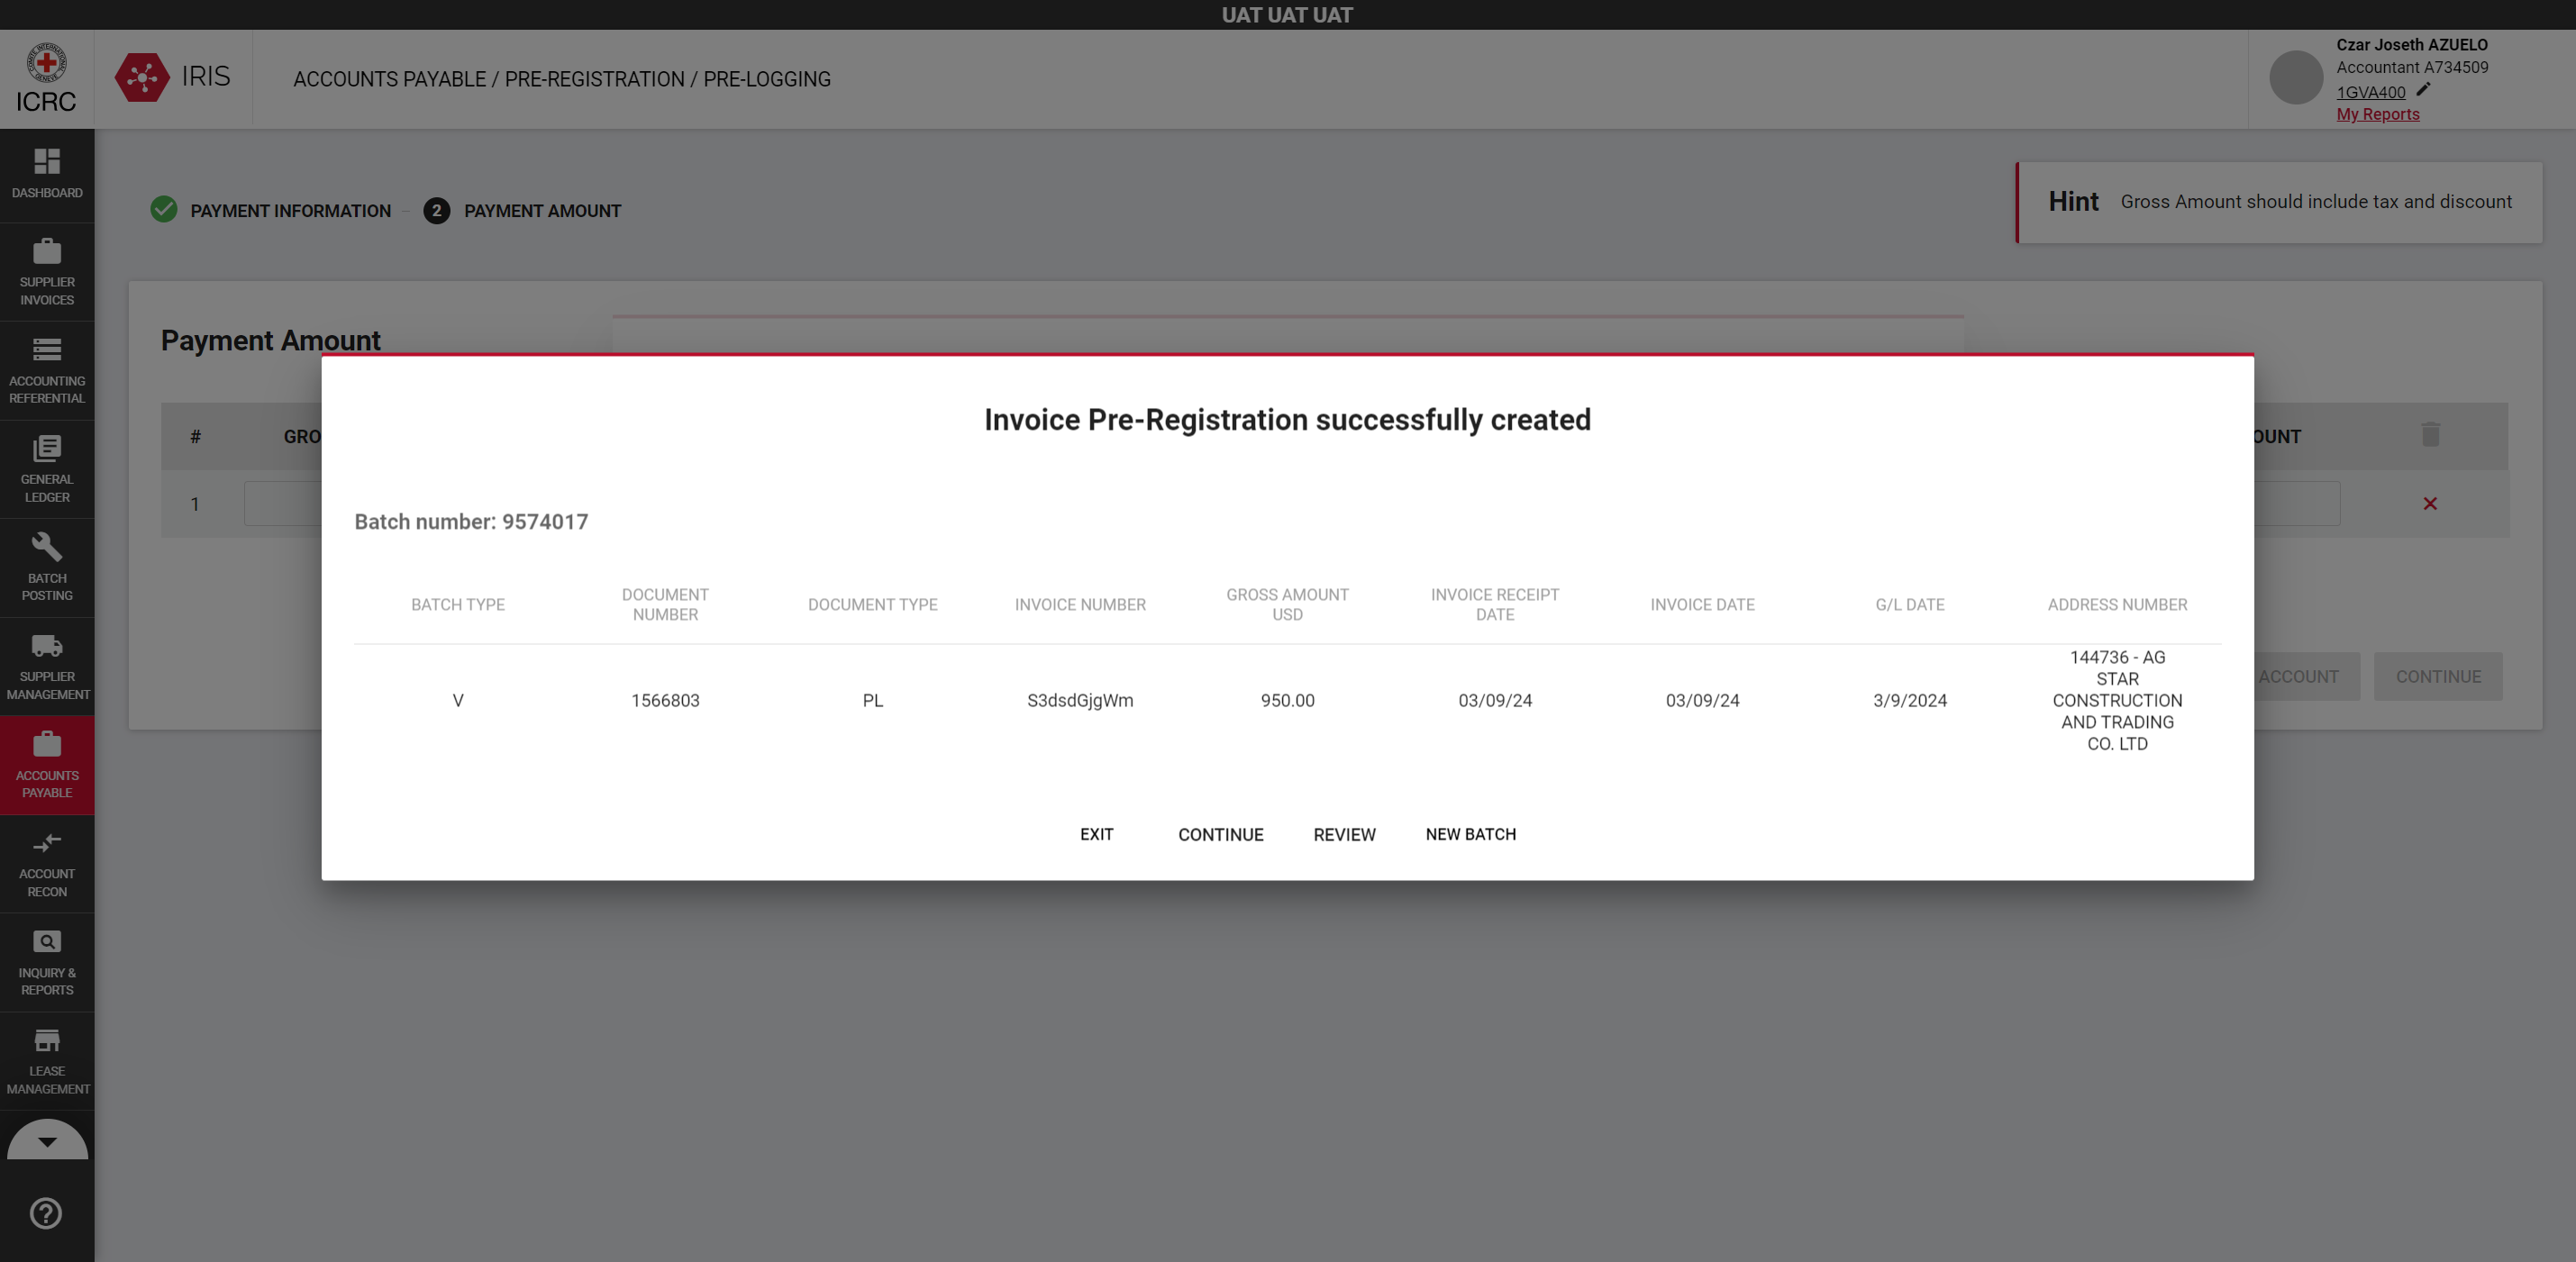 UAT UAT UAT
COMITE INTERNATIONAL GENEVE
ICRC
IRIS
ACCOUNTS PAYABLE / PRE-REGISTRATION / PRE-LOGGING
Czar Joseth AZUELO
Accountant A734509
1GVA400
My Reports
DASHBOARD
SUPPLIER
INVOICES
ACCOUNTING
REFERENTIAL
GENERAL
LEDGER
BATCH
POSTING
SUPPLIER
MANAGEMENT
ACCOUNTS
PAYABLE
ACCOUNT
RECON
INQUIRY &
REPORTS
LEASE
MANAGEMENT
PAYMENT INFORMATION
2 PAYMENT AMOUNT
Hint Gross Amount should include tax and discount
Payment Amount
# GRO OUNT
1
ACCOUNT CONTINUE
Invoice Pre-Registration successfully created
Batch number: 9574017
BATCH TYPE
DOCUMENT
NUMBER
DOCUMENT TYPE
INVOICE NUMBER
GROSS AMOUNT
USD
INVOICE RECEIPT
DATE
INVOICE DATE
G/L DATE
ADDRESS NUMBER
V
1566803
PL
S3dsdGjgWm
950.00
03/09/24
03/09/24
3/9/2024
144736 - AG
STAR
CONSTRUCTION
AND TRADING
CO. LTD
EXIT CONTINUE REVIEW NEW BATCH